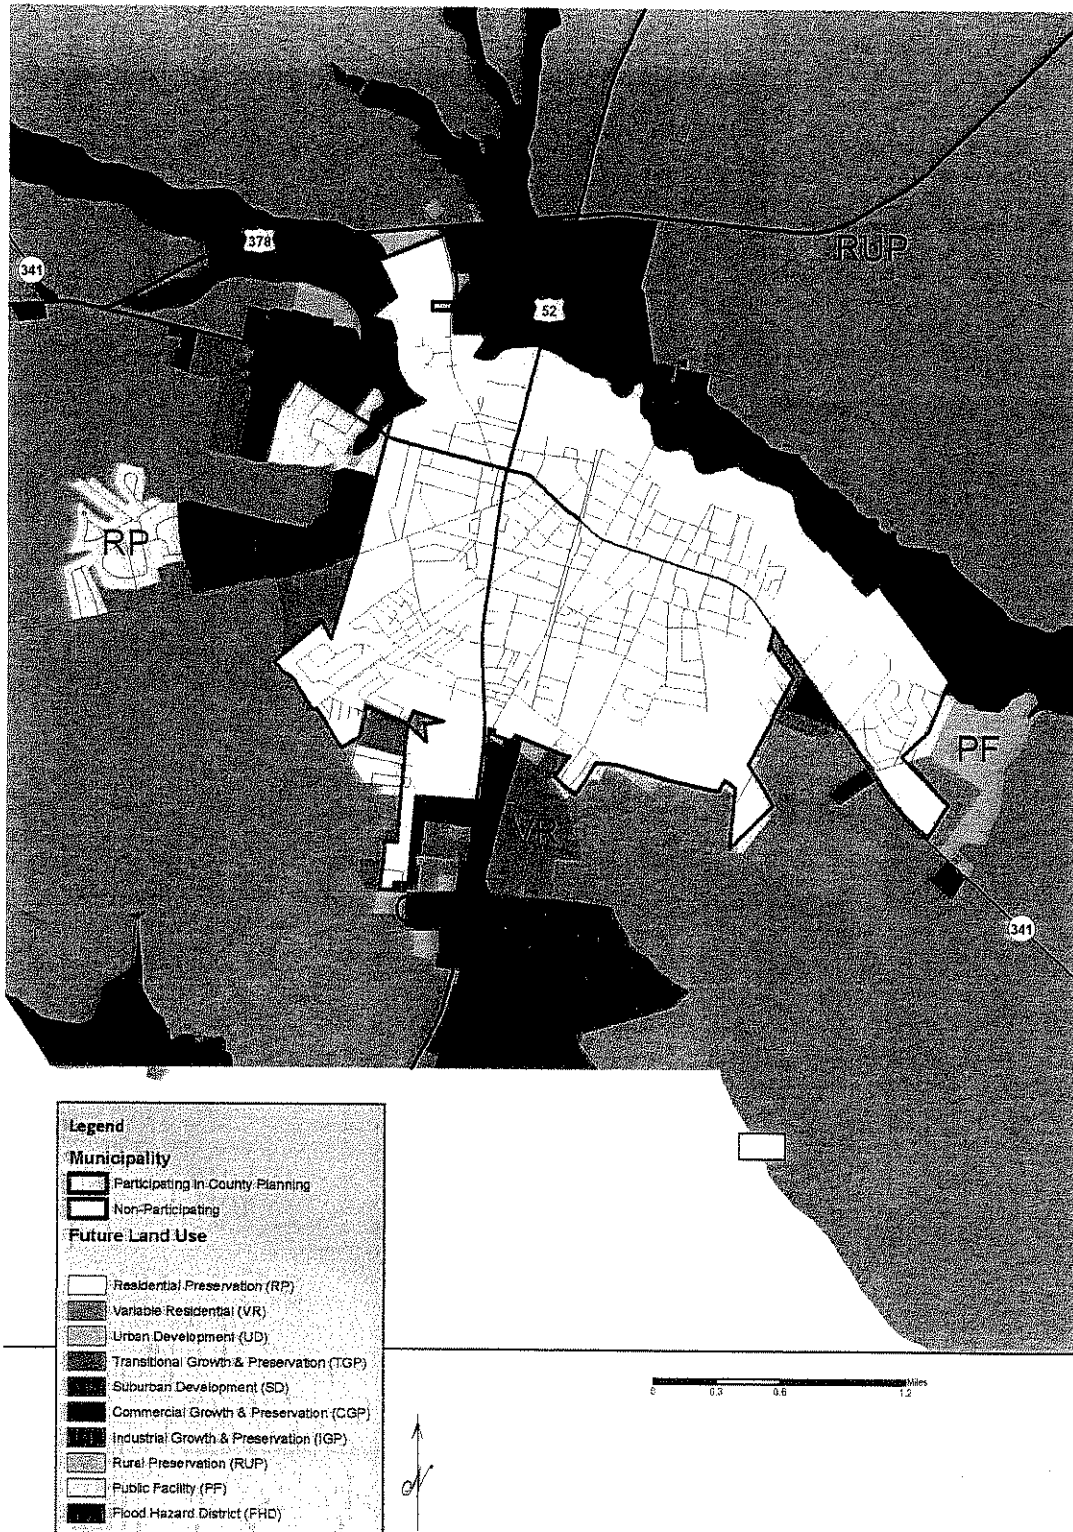 378
RUP
341
52
RP
PF
VR
341
Legend
Municipality
Participating in County Planning
Non-Participating
Future Land Use
Residential Preservation (RP)
Variable Residential (VR)
Urban Development (UD)
Transitional Growth & Preservation (TGP)
Suburban Development (SD)
Commercial Growth & Preservation (CGP)
Industrial Growth & Preservation (IGP)
Rural Preservation (RUP)
Public Facility (PF)
Flood Hazard District (FHD)
Miles
0 0.3 0.6 1.2
N